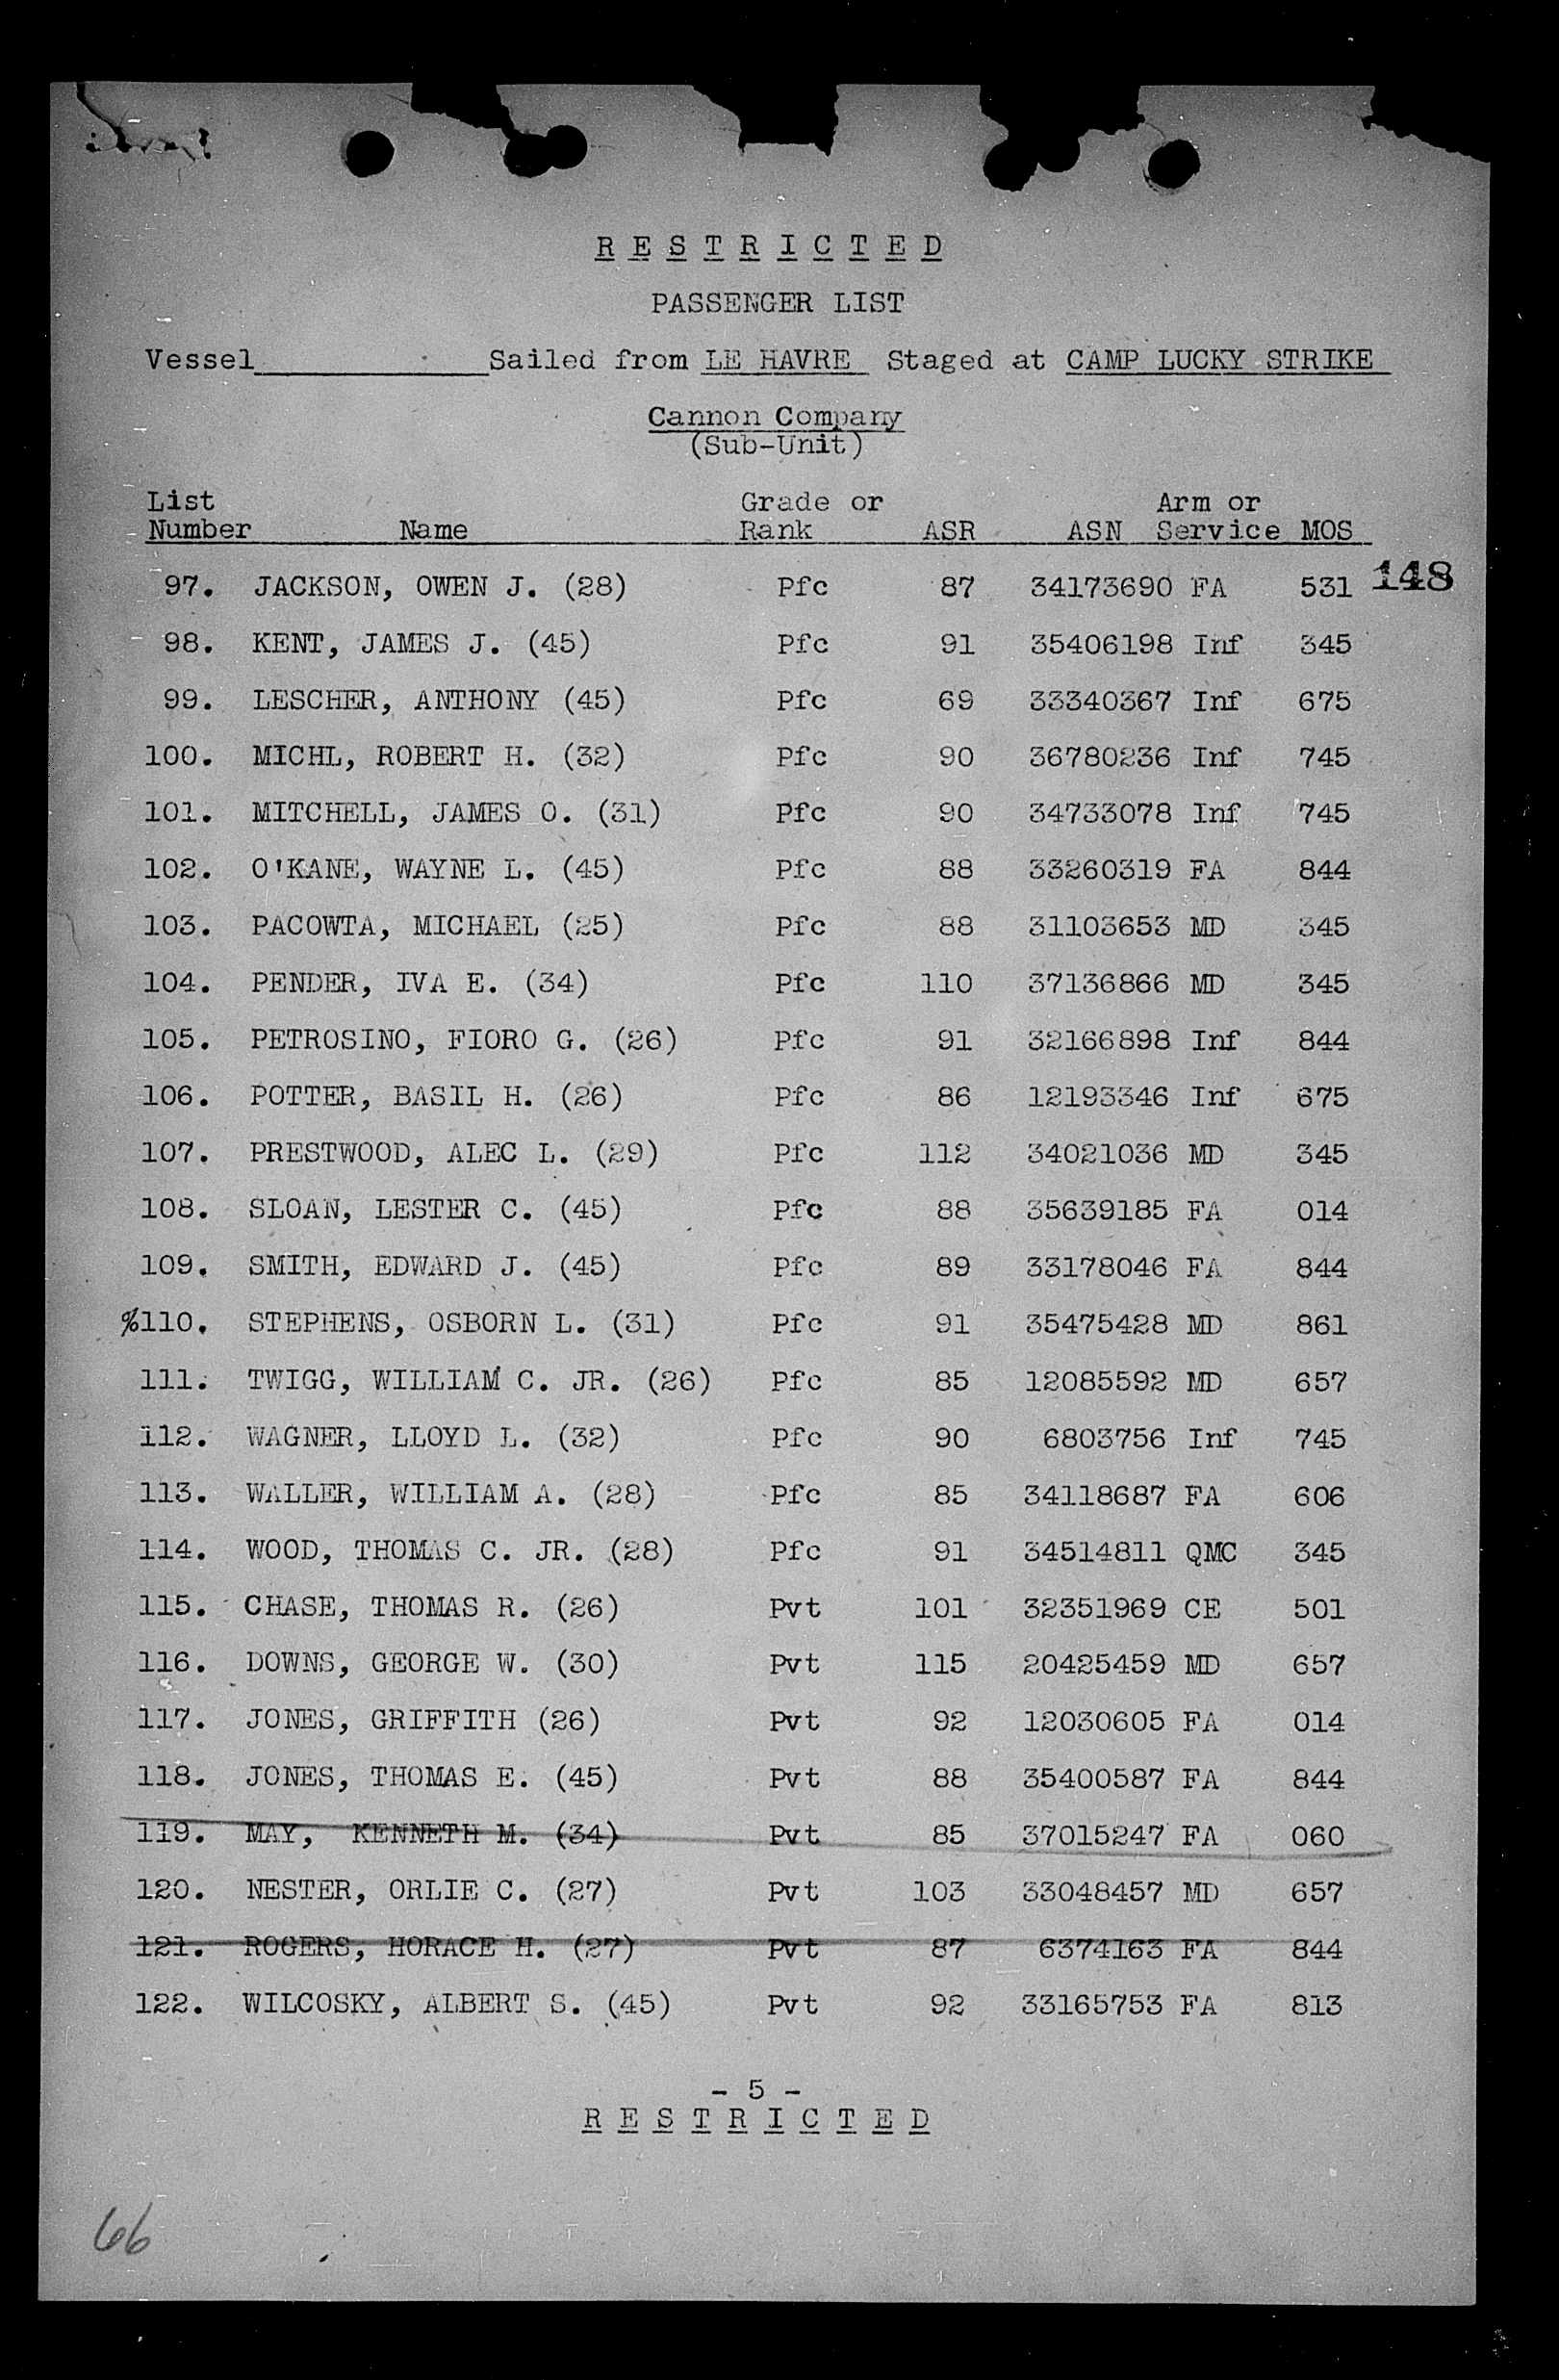 R E S T R I C T E D
PASSENGER LIST
Vessel____________ Sailed from LE HAVRE Staged at CAMP LUCKY STRIKE
Cannon Company
(Sub-Unit)
List Grade or Arm or
Number Name Rank ASR ASN Service MOS
97. JACKSON, OWEN J. (28) Pfc 87 34173690 FA 531 148
98. KENT, JAMES J. (45) Pfc 91 35406198 Inf 345
99. LESCHER, ANTHONY (45) Pfc 69 33340367 Inf 675
100. MICHL, ROBERT H. (32) Pfc 90 36780236 Inf 745
101. MITCHELL, JAMES O. (31) Pfc 90 34733078 Inf 745
102. O'KANE, WAYNE L. (45) Pfc 88 33260319 FA 844
103. PACOWTA, MICHAEL (25) Pfc 88 31103653 MD 345
104. PENDER, IVA E. (34) Pfc 110 37136866 MD 345
105. PETROSINO, FIORO G. (26) Pfc 91 32166898 Inf 844
106. POTTER, BASIL H. (26) Pfc 86 12193346 Inf 675
107. PRESTWOOD, ALEC L. (29) Pfc 112 34021036 MD 345
108. SLOAN, LESTER C. (45) Pfc 88 35639185 FA 014
109. SMITH, EDWARD J. (45) Pfc 89 33178046 FA 844
%110. STEPHENS, OSBORN L. (31) Pfc 91 35475428 MD 861
111. TWIGG, WILLIAM C. JR. (26) Pfc 85 12085592 MD 657
112. WAGNER, LLOYD L. (32) Pfc 90 6803756 Inf 745
113. WALLER, WILLIAM A. (28) Pfc 85 34118687 FA 606
114. WOOD, THOMAS C. JR. (28) Pfc 91 34514811 QMC 345
115. CHASE, THOMAS R. (26) Pvt 101 32351969 CE 501
116. DOWNS, GEORGE W. (30) Pvt 115 20425459 MD 657
117. JONES, GRIFFITH (26) Pvt 92 12030605 FA 014
118. JONES, THOMAS E. (45) Pvt 88 35400587 FA 844
119. MAY, KENNETH M. (34) Pvt 85 37015247 FA 060
120. NESTER, ORLIE C. (27) Pvt 103 33048457 MD 657
121. ROGERS, HORACE H. (27) Pvt 87 6374163 FA 844
122. WILCOSKY, ALBERT S. (45) Pvt 92 33165753 FA 813
- 5 -
R E S T R I C T E D
66